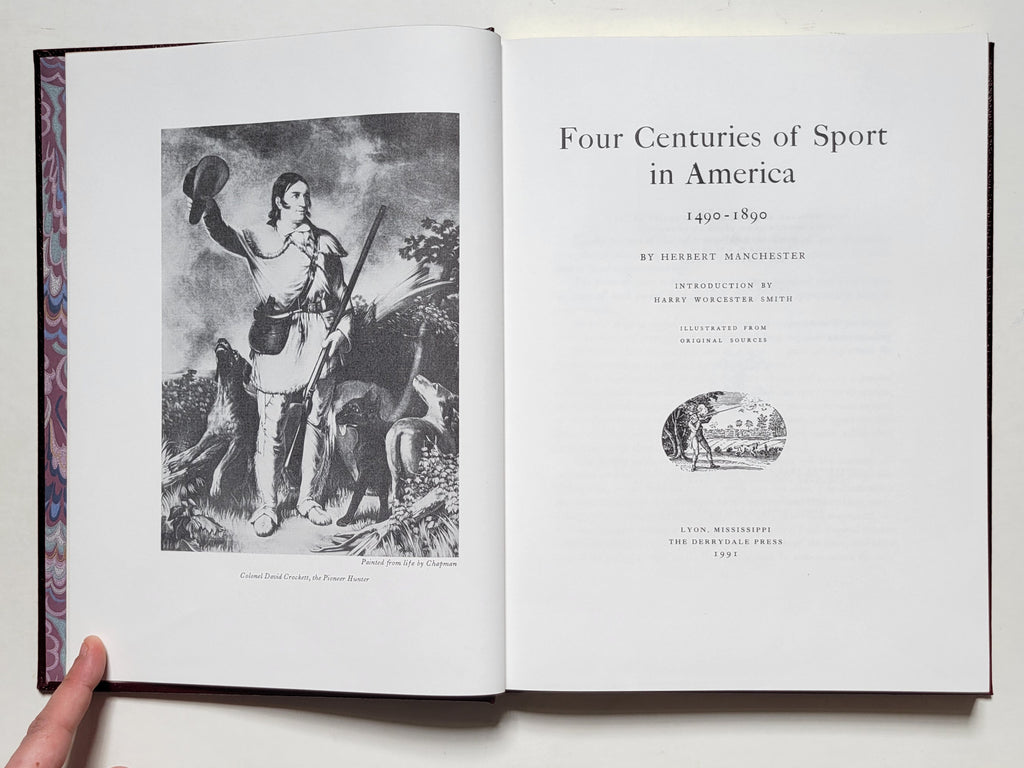 Painted from life by Chapman
Colonel David Crockett, the Pioneer Hunter
Four Centuries of Sport
in America
1490-1890
BY HERBERT MANCHESTER
INTRODUCTION BY
HARRY WORCESTER SMITH
ILLUSTRATED FROM
ORIGINAL SOURCES
LYON, MISSISSIPPI
THE DERRYDALE PRESS
1991